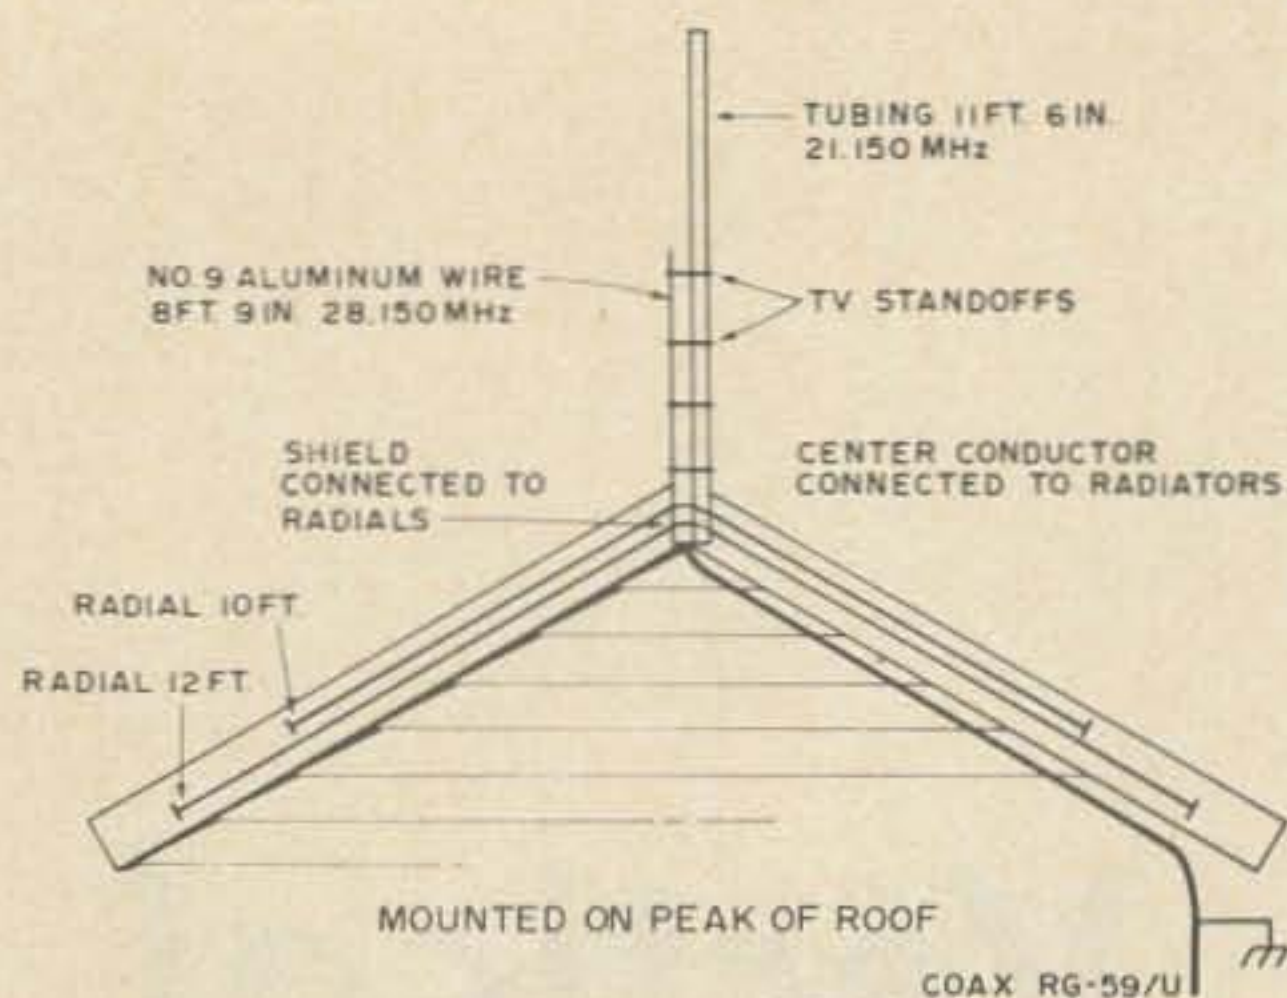 TUBING 11FT. 6IN.
21.150 MHz
NO.9 ALUMINUM WIRE
8FT. 9IN. 28.150MHz
TV STANDOFFS
SHIELD
CONNECTED TO
RADIALS
CENTER CONDUCTOR
CONNECTED TO RADIATORS
RADIAL 10FT.
RADIAL 12FT.
MOUNTED ON PEAK OF ROOF
COAX RG-59/U